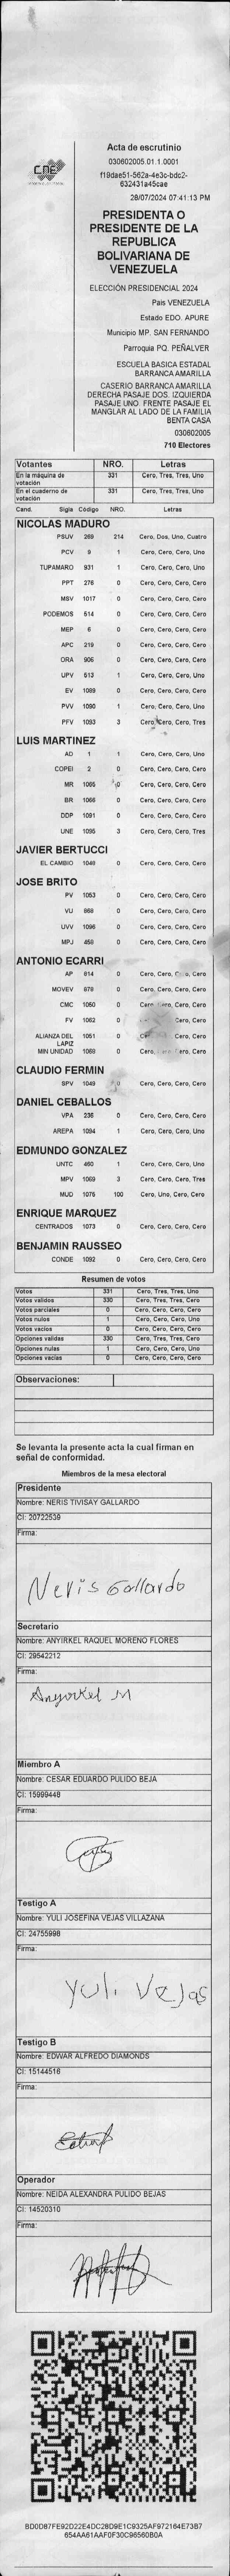 CNE
Acta de escrutinio
030602005.01.1.0001
f19dae51-562a-4e3c-bdc2-
632431a45cae
28/07/2024 07:41:13 PM
PRESIDENTA O
PRESIDENTE DE LA
REPUBLICA
BOLIVARIANA DE
VENEZUELA
ELECCIÓN PRESIDENCIAL 2024
Pais VENEZUELA
Estado EDO. APURE
Municipio MP. SAN FERNANDO
Parroquia PQ. PEÑALVER
ESCUELA BASICA ESTADAL
BARRANCA AMARILLA
CASERIO BARRANCA AMARILLA
DERECHA PASAJE DOS. IZQUIERDA
PASAJE UNO. FRENTE PASAJE EL
MANGLAR AL LADO DE LA FAMILIA
BENTA CASA
030602005
710 Electores
Votantes NRO. Letras
En la máquina de votación 331 Cero, Tres, Tres, Uno
En el cuaderno de votación 331 Cero, Tres, Tres, Uno
Cand. Sigla Código NRO. Letras
NICOLAS MADURO
PSUV 269 214 Cero, Dos, Uno, Cuatro
PCV 9 1 Cero, Cero, Cero, Uno
TUPAMARO 931 1 Cero, Cero, Cero, Uno
PPT 276 0 Cero, Cero, Cero, Cero
MSV 1017 0 Cero, Cero, Cero, Cero
PODEMOS 514 0 Cero, Cero, Cero, Cero
MEP 6 0 Cero, Cero, Cero, Cero
APC 219 0 Cero, Cero, Cero, Cero
ORA 906 0 Cero, Cero, Cero, Cero
UPV 613 1 Cero, Cero, Cero, Uno
EV 1089 0 Cero, Cero, Cero, Cero
PVV 1090 1 Cero, Cero, Cero, Uno
PFV 1093 3 Cero, Cero, Cero, Tres
LUIS MARTINEZ
AD 1 1 Cero, Cero, Cero, Uno
COPEI 2 0 Cero, Cero, Cero, Cero
MR 1065 0 Cero, Cero, Cero, Cero
BR 1066 0 Cero, Cero, Cero, Cero
DDP 1091 0 Cero, Cero, Cero, Cero
UNE 1095 3 Cero, Cero, Cero, Tres
JAVIER BERTUCCI
EL CAMBIO 1048 0 Cero, Cero, Cero, Cero
JOSE BRITO
PV 1053 0 Cero, Cero, Cero, Cero
VU 868 0 Cero, Cero, Cero, Cero
UVV 1096 0 Cero, Cero, Cero, Cero
MPJ 458 0 Cero, Cero, Cero, Cero
ANTONIO ECARRI
AP 814 0 Cero, Cero, Cero, Cero
MOVEV 879 0 Cero, Cero, Cero, Cero
CMC 1050 0 Cero, Cero, Cero, Cero
FV 1062 0 Cero, Cero
ALIANZA DEL LAPIZ 1051 0 Cero, Cero, Cero, Cero
MIN UNIDAD 1068 0 Cero, Cero, Cero, Cero
CLAUDIO FERMIN
SPV 1049 0 Cero, Cero, Cero, Cero
DANIEL CEBALLOS
VPA 236 0 Cero, Cero, Cero, Cero
AREPA 1094 1 Cero, Cero, Cero, Uno
EDMUNDO GONZALEZ
UNTC 460 1 Cero, Cero, Cero, Uno
MPV 1069 3 Cero, Cero, Cero, Tres
MUD 1076 100 Cero, Uno, Cero, Cero
ENRIQUE MARQUEZ
CENTRADOS 1073 0 Cero, Cero, Cero, Cero
BENJAMIN RAUSSEO
CONDE 1092 0 Cero, Cero, Cero, Cero
Resumen de votos
Votos 331 Cero, Tres, Tres, Uno
Votos validos 330 Cero, Tres, Tres, Cero
Votos parciales 0 Cero, Cero, Cero, Cero
Votos nulos 1 Cero, Cero, Cero, Uno
Votos vacios 0 Cero, Cero, Cero, Cero
Opciones validas 330 Cero, Tres, Tres, Cero
Opciones nulas 1 Cero, Cero, Cero, Uno
Opciones vacias 0 Cero, Cero, Cero, Cero
Observaciones:
Se levanta la presente acta la cual firman en
señal de conformidad.
Miembros de la mesa electoral
Presidente
Nombre: NERIS TIVISAY GALLARDO
CI: 20722539
Firma:
Neris Gallardo
Secretario
Nombre: ANYIRKEL RAQUEL MORENO FLORES
CI: 29542212
Firma:
Anyirkel M
Miembro A
Nombre: CESAR EDUARDO PULIDO BEJA
CI: 15999448
Firma:
Testigo A
Nombre: YULI JOSEFINA VEJAS VILLAZANA
CI: 24755998
Firma:
Yuli Vejas
Testigo B
Nombre: EDWAR ALFREDO DIAMONDS
CI: 15144516
Firma:
Operador
Nombre: NEIDA ALEXANDRA PULIDO BEJAS
CI: 14520310
Firma:
BD0D87FE92D22E4DC28D9E1C9325AF972164E73B7
654AA61AAF0F30C96560B0A